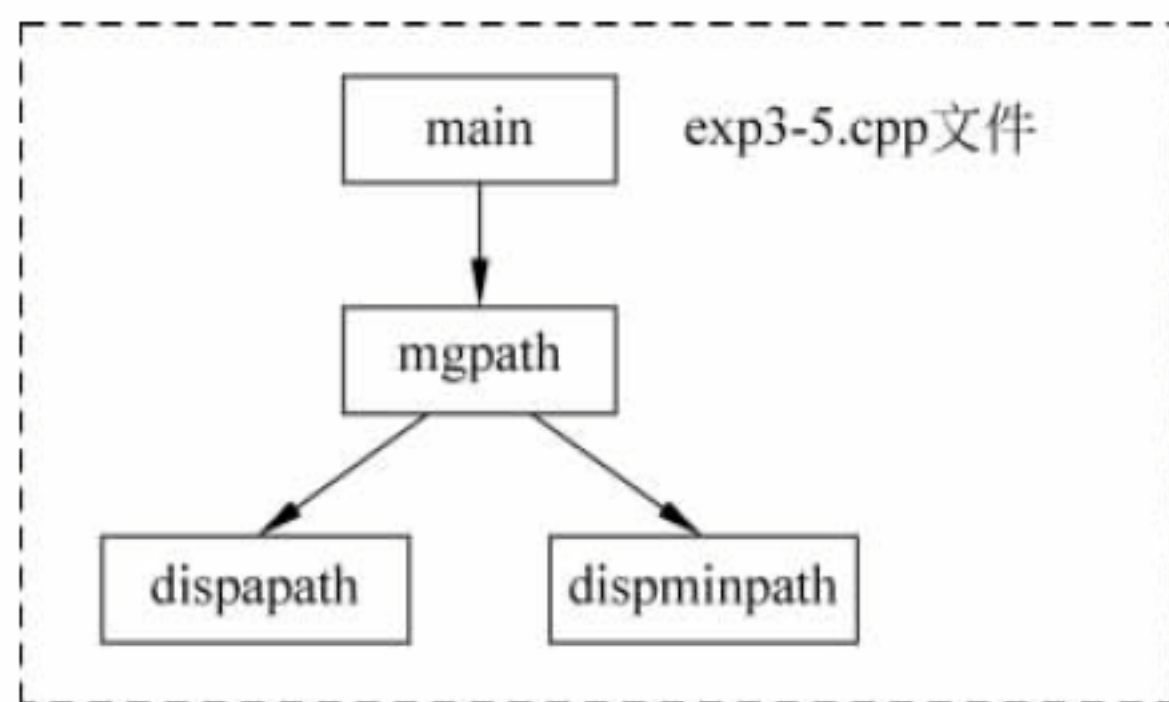 main
exp3-5.cpp文件
mgpath
dispapath
dispminpath